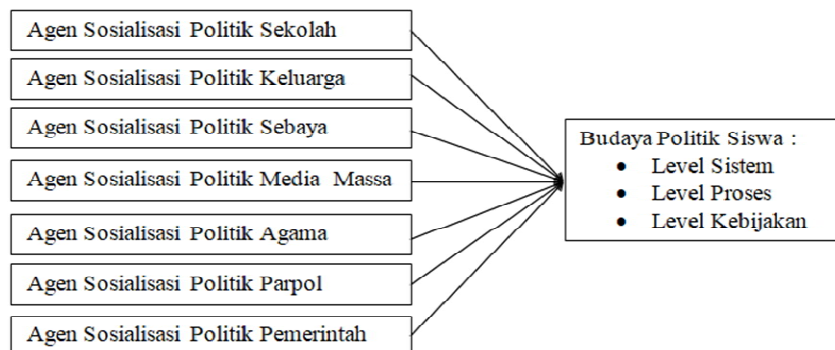 Agen Sosialisasi Politik Sekolah
Agen Sosialisasi Politik Keluarga
Agen Sosialisasi Politik Sebaya
Agen Sosialisasi Politik Media Massa
Agen Sosialisasi Politik Agama
Agen Sosialisasi Politik Parpol
Agen Sosialisasi Politik Pemerintah
Budaya Politik Siswa :
• Level Sistem
• Level Proses
• Level Kebijakan